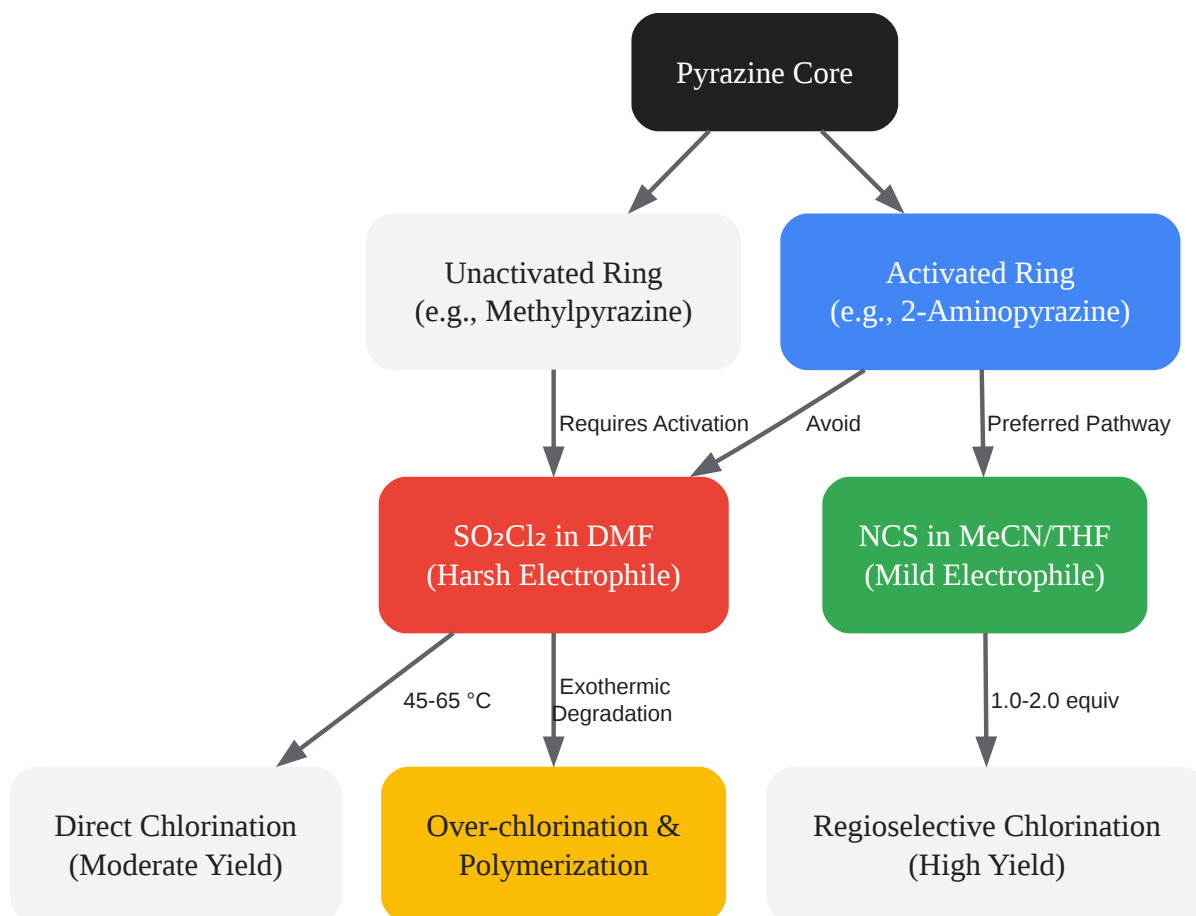 Pyrazine Core
Unactivated Ring
(e.g., Methylpyrazine)
Activated Ring
(e.g., 2-Aminopyrazine)
Requires Activation
Avoid
Preferred Pathway
SO₂Cl₂ in DMF
(Harsh Electrophile)
NCS in MeCN/THF
(Mild Electrophile)
45-65 °C
Exothermic
Degradation
1.0-2.0 equiv
Direct Chlorination
(Moderate Yield)
Over-chlorination &
Polymerization
Regioselective Chlorination
(High Yield)